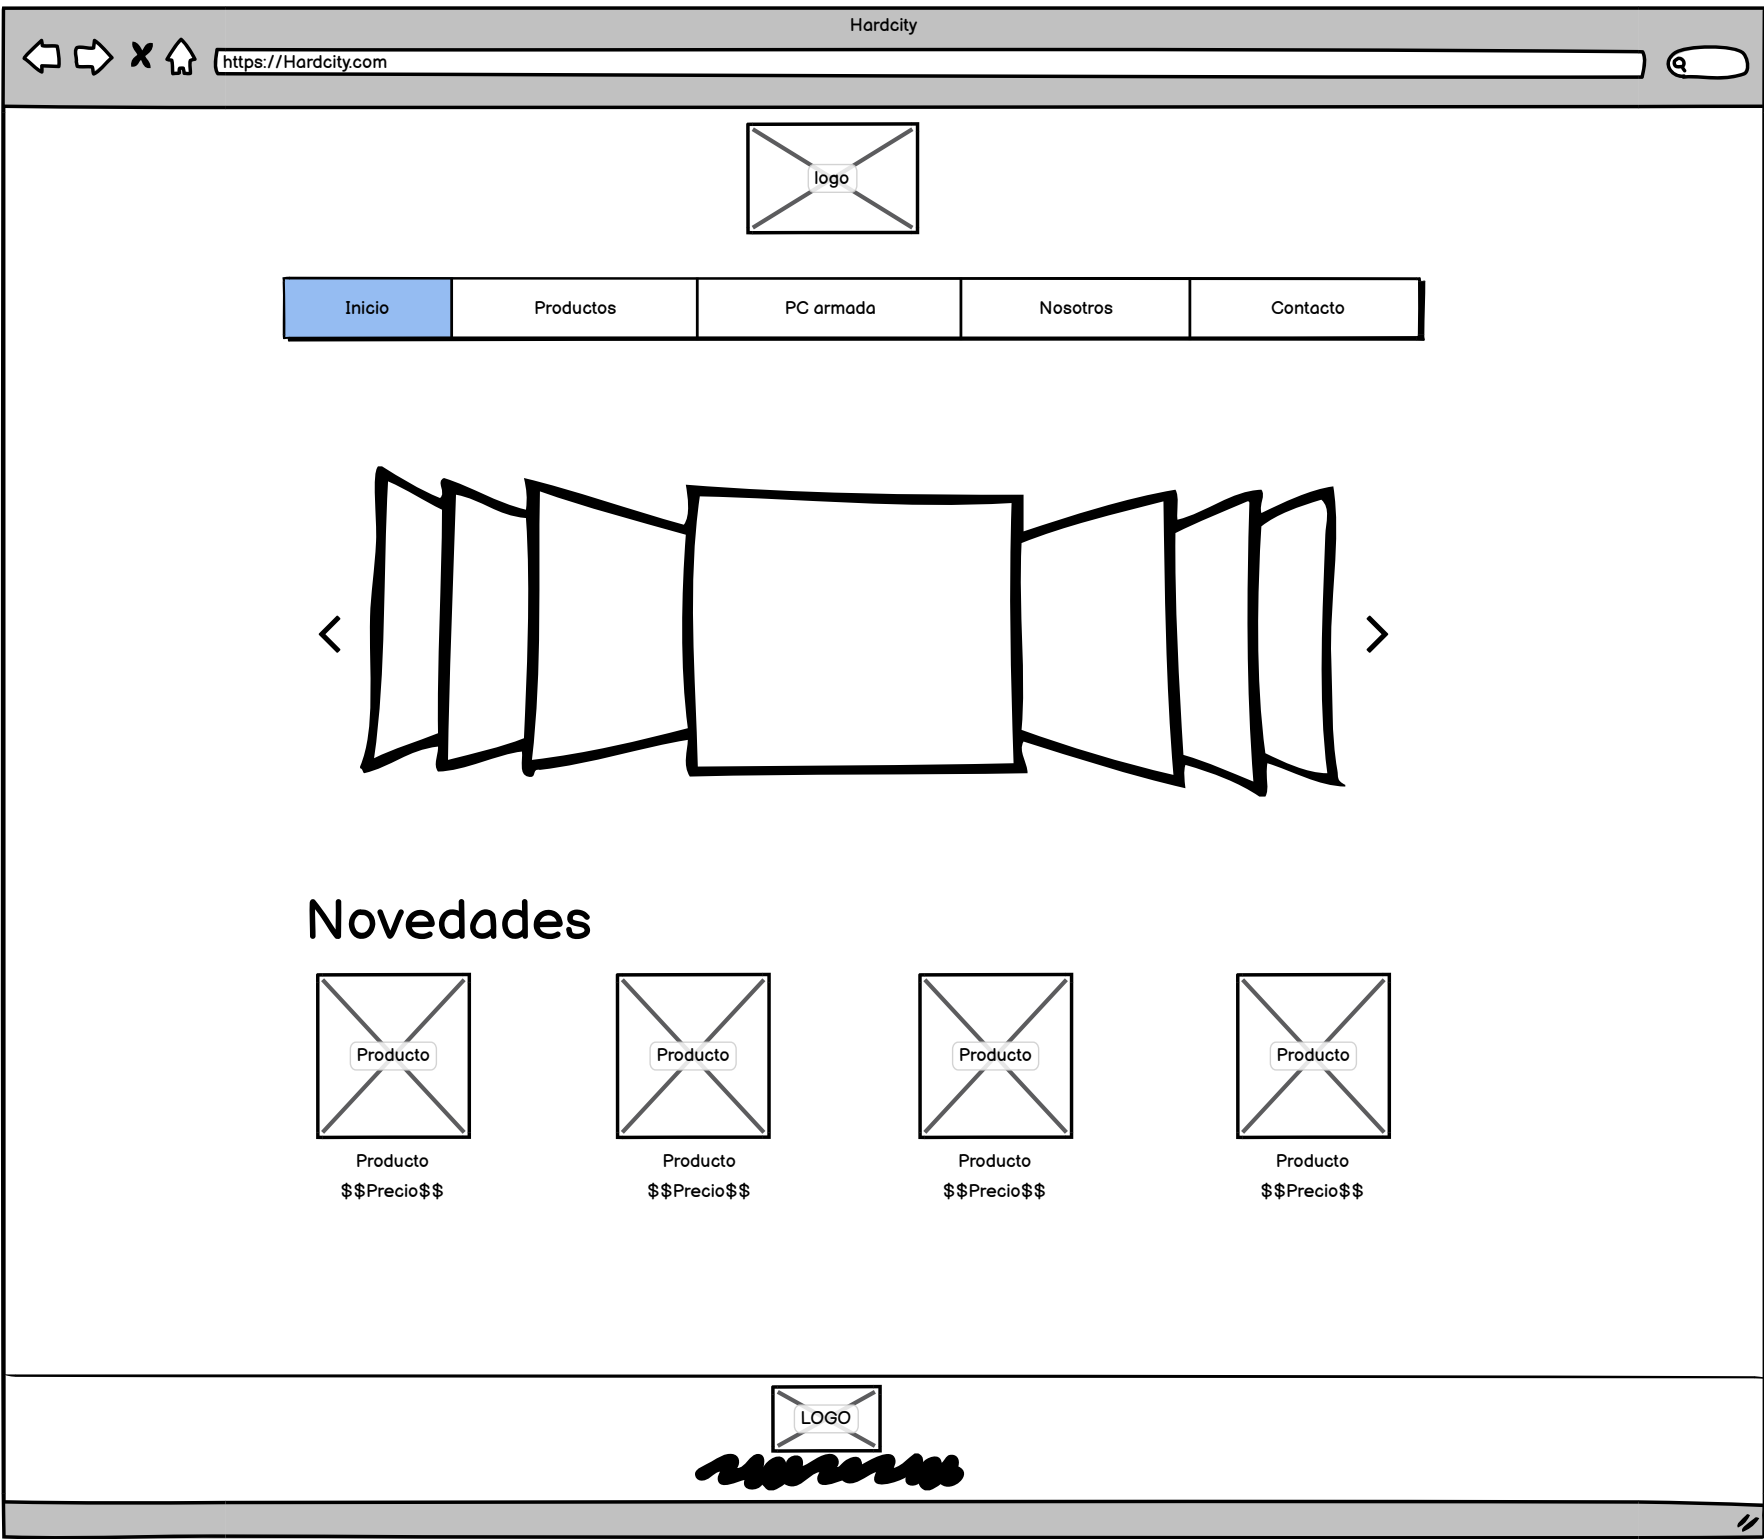 Hardcity
https://Hardcity.com
logo
Inicio Productos PC armada Nosotros Contacto
Novedades
Producto Producto Producto Producto
Producto Producto Producto Producto
$$Precio$$ $$Precio$$ $$Precio$$ $$Precio$$
LOGO